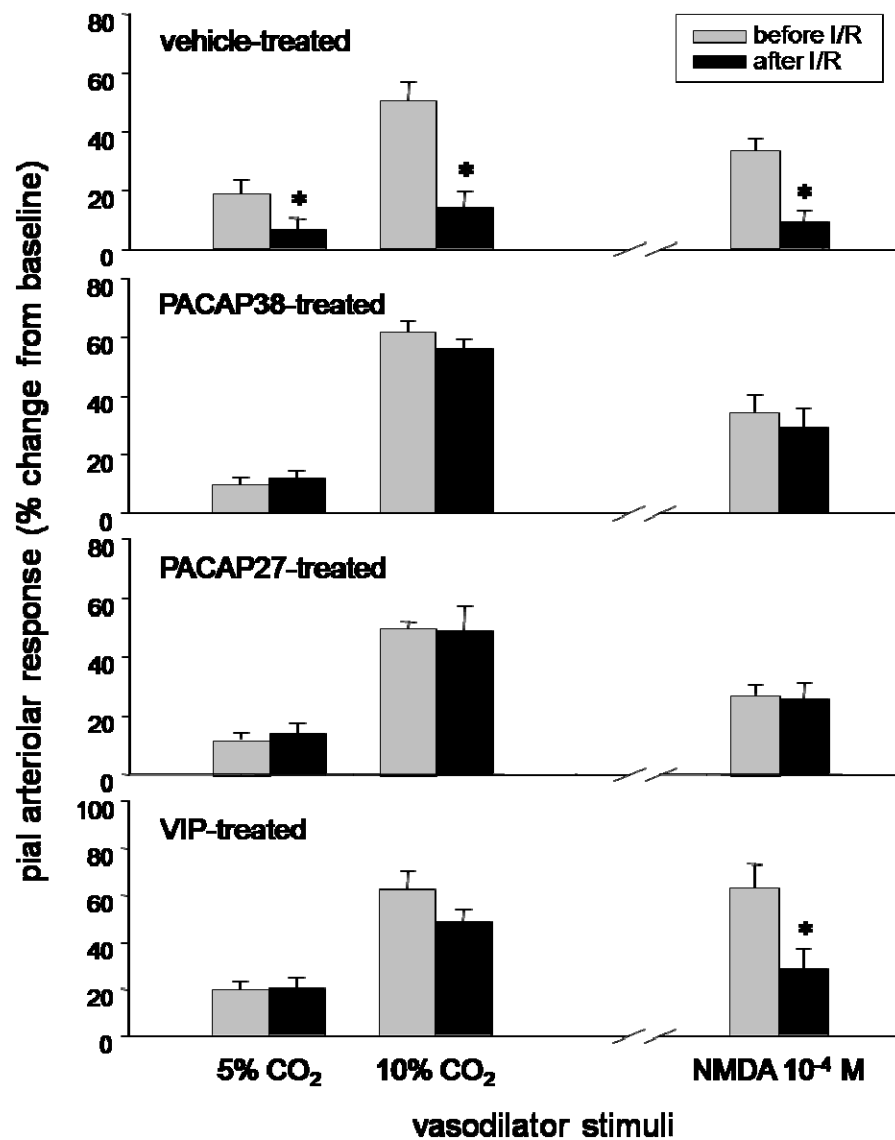 pial arteriolar response (% change from baseline)
vehicle-treated
before I/R
after I/R
80
60
40
20
0
*
*
*
PACAP38-treated
80
60
40
20
0
PACAP27-treated
80
60
40
20
0
VIP-treated
100
80
60
40
20
0
*
5% CO₂ 10% CO₂ NMDA 10⁻⁴ M
vasodilator stimuli